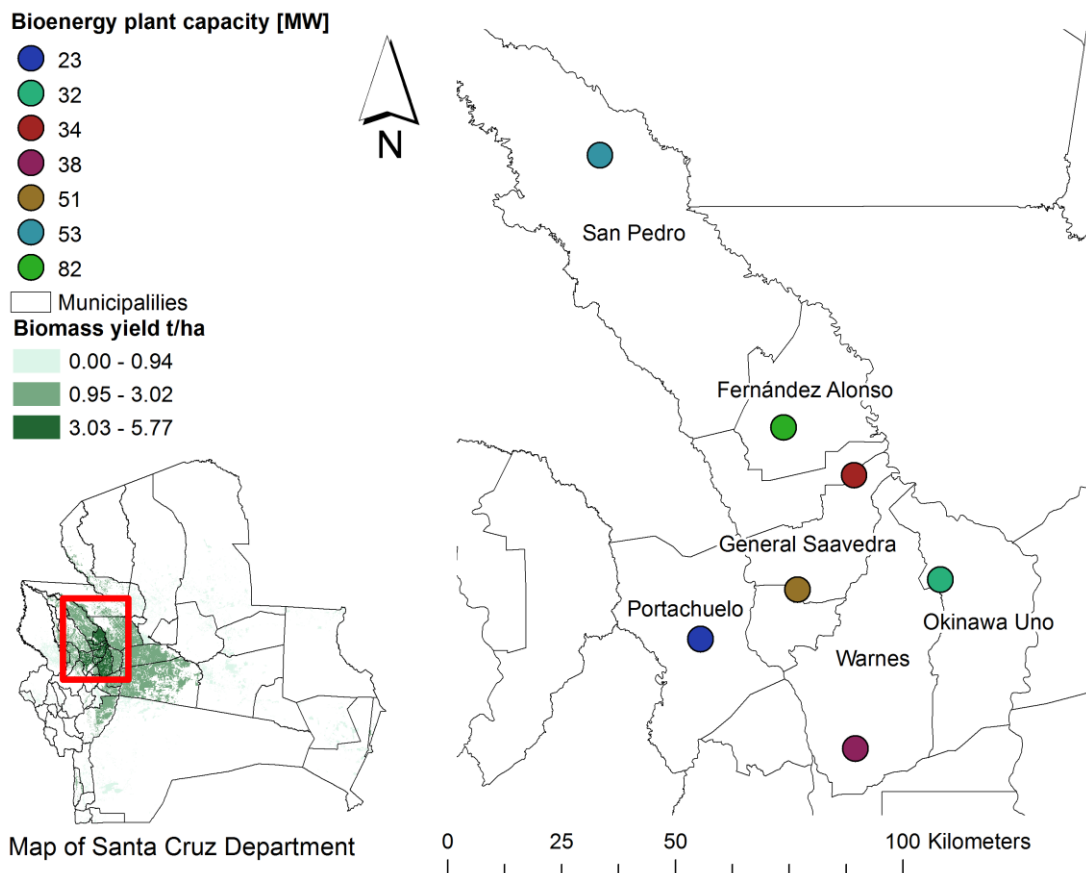 Bioenergy plant capacity [MW]
23
32
34
38
51
53
82
Municipalilies
Biomass yield t/ha
0.00 - 0.94
0.95 - 3.02
3.03 - 5.77
N
San Pedro
Fernández Alonso
General Saavedra
Portachuelo
Okinawa Uno
Warnes
Map of Santa Cruz Department
0 25 50 100 Kilometers